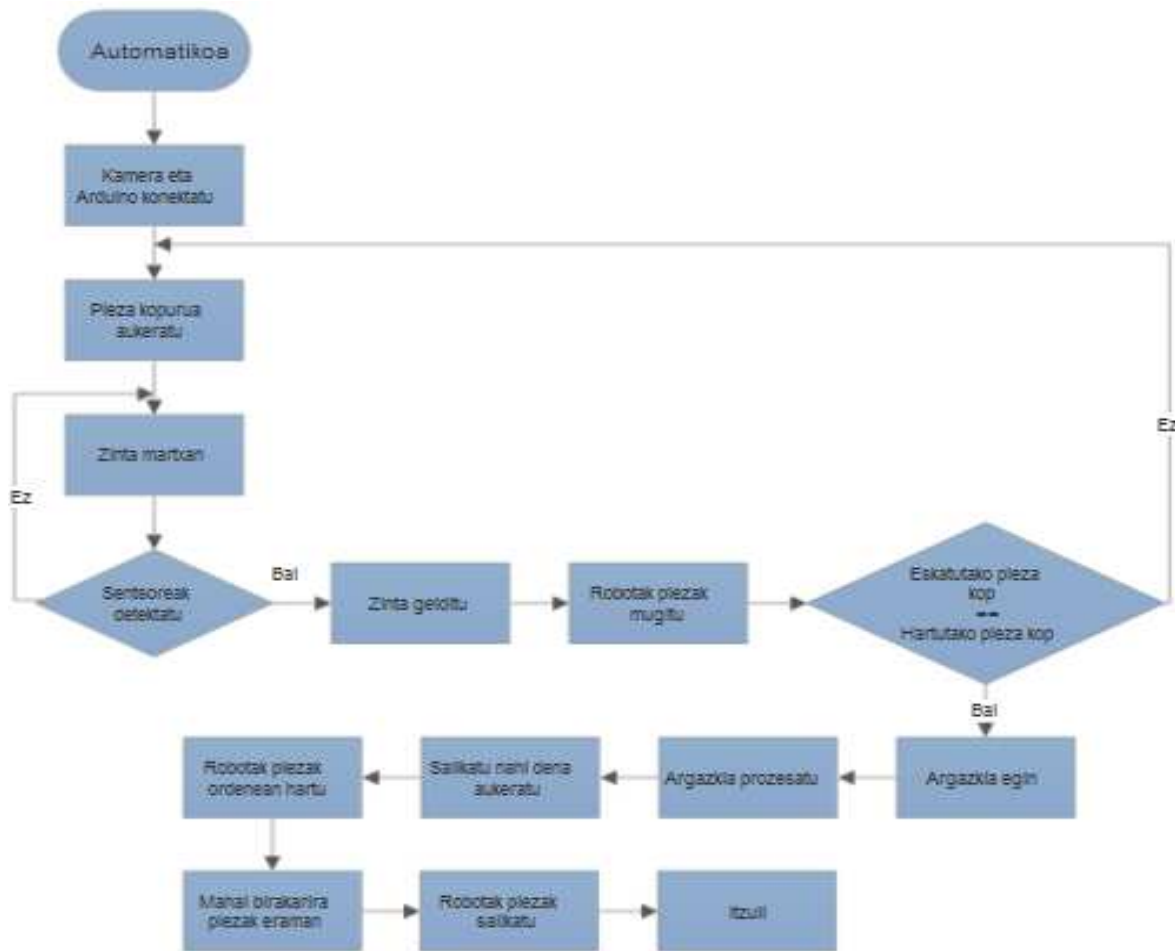 Automatikoa
Kamera eta
Arduino konektatu
Pieza kopurua
aukeratu
Zinta martxan
Ez
Sentsoreak
detektatu
Bai
Zinta gelditu
Robotak piezak
mugitu
Eskatutako pieza
kop
==
Hartutako pieza kop
Ez
Bai
Argazkia egin
Argazkia prozesatu
Sailkatu nahi dena
aukeratu
Robotak piezak
ordenean hartu
Mahai birakarira
piezak eraman
Robotak piezak
sailkatu
Itzuli